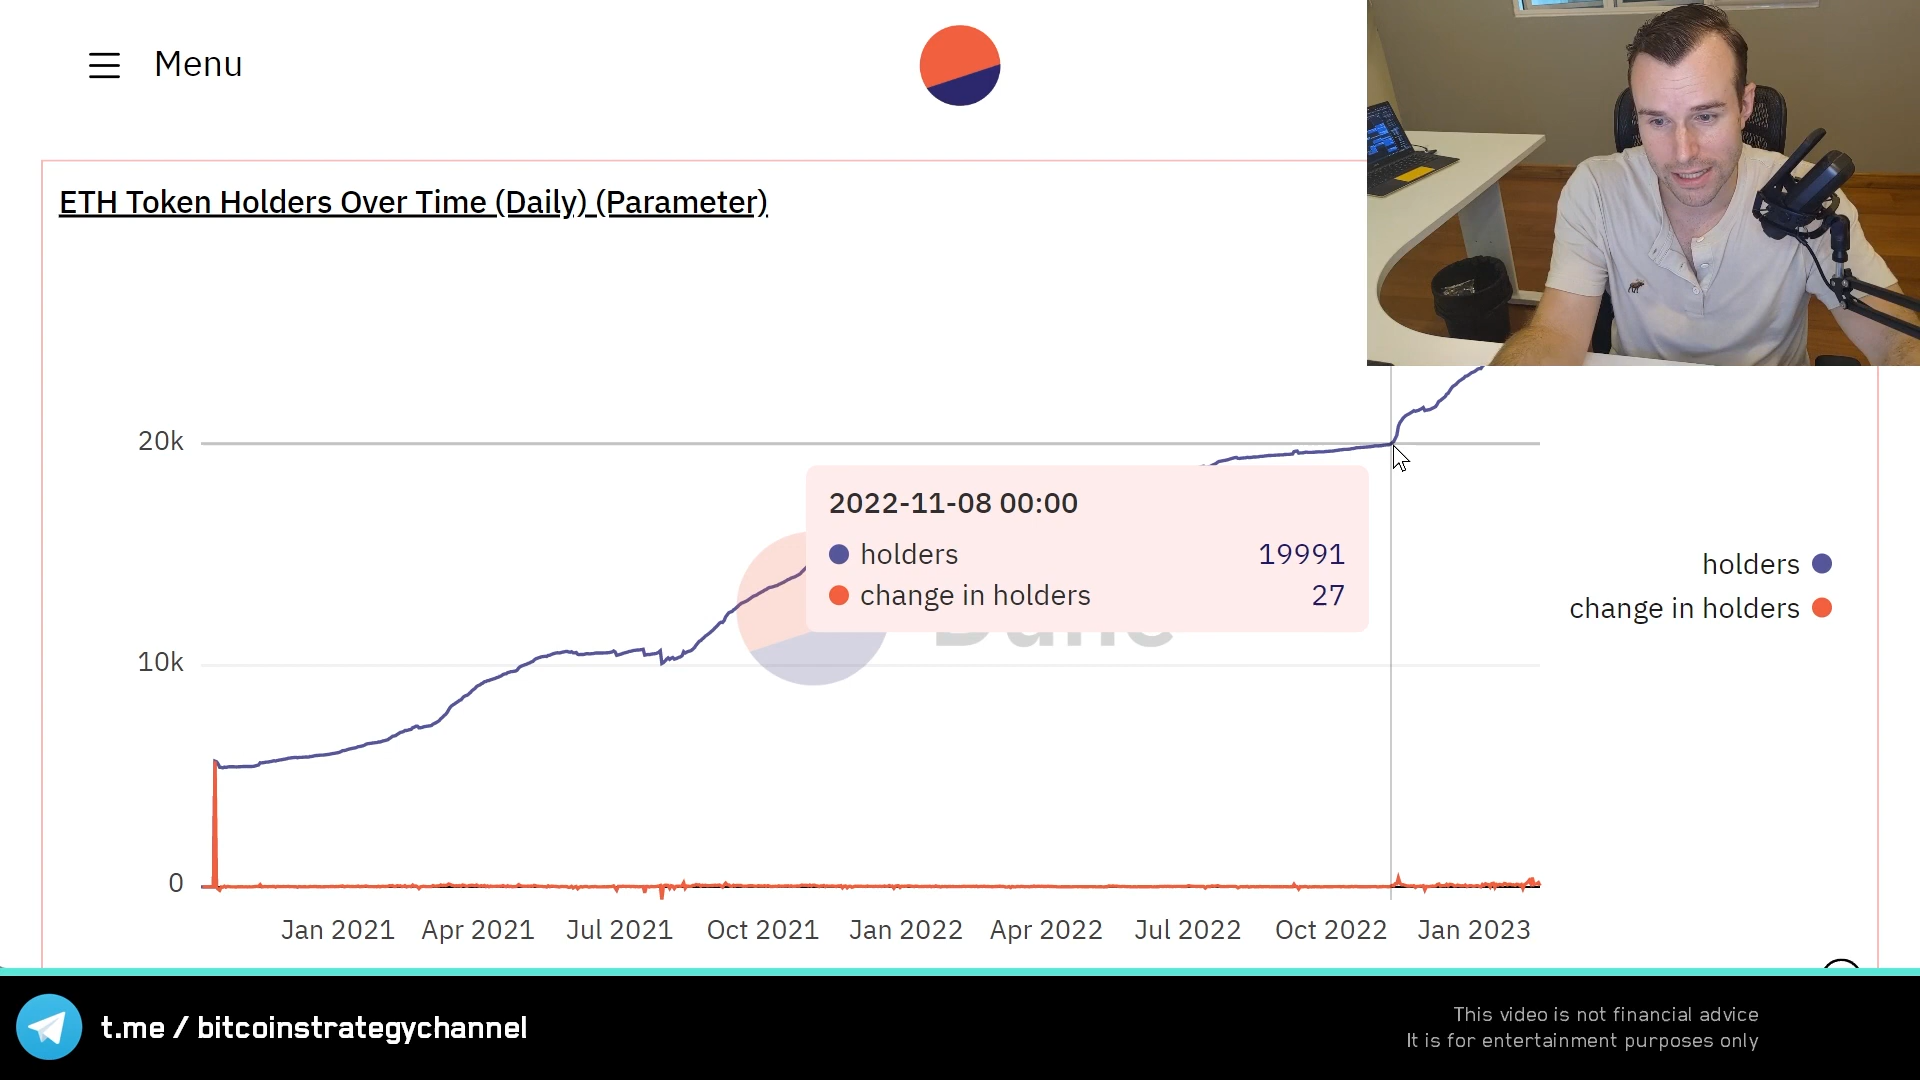 Menu
ETH Token Holders Over Time (Daily) (Parameter)
20k
2022-11-08 00:00
holders 19991
change in holders 27
holders
change in holders
Dune
10k
0
Jan 2021 Apr 2021 Jul 2021 Oct 2021 Jan 2022 Apr 2022 Jul 2022 Oct 2022 Jan 2023
t.me / bitcoinstrategychannel
This video is not financial advice
It is for entertainment purposes only